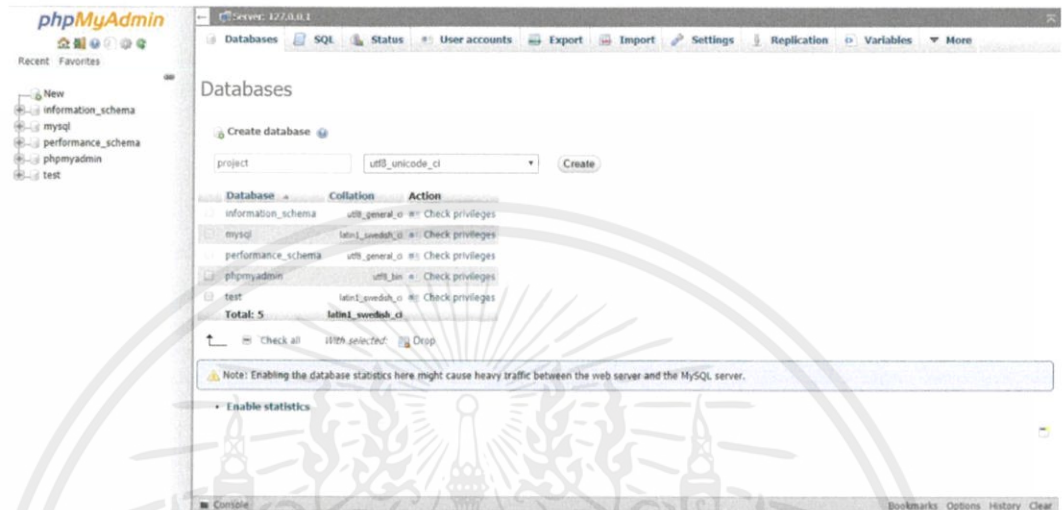 phpMyAdmin
Recent Favorites
New
information_schema
mysql
performance_schema
phpmyadmin
test
Server: 127.0.0.1
Databases SQL Status User accounts Export Import Settings Replication Variables More
Databases
Create database
project utf8_unicode_ci Create
Database Collation Action
information_schema utf8_general_ci Check privileges
mysql latin1_swedish_ci Check privileges
performance_schema utf8_general_ci Check privileges
phpmyadmin utf8_bin Check privileges
test latin1_swedish_ci Check privileges
Total: 5 latin1_swedish_ci
Check all With selected: Drop
Note: Enabling the database statistics here might cause heavy traffic between the web server and the MySQL server.
• Enable statistics
Console Bookmarks Options History Clear